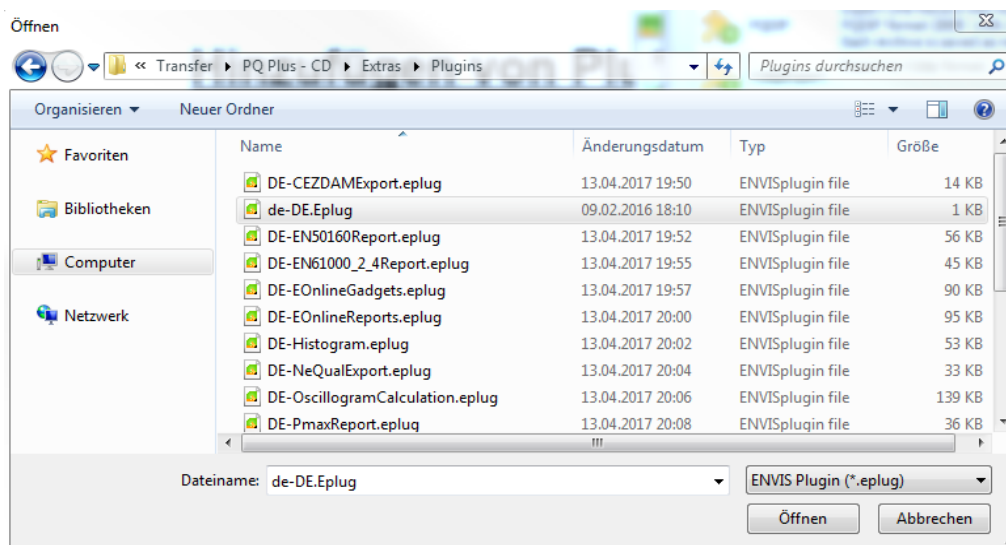 Öffnen
« Transfer ▸ PQ Plus - CD ▸ Extras ▸ Plugins
Plugins durchsuchen
Organisieren Neuer Ordner
Favoriten
Bibliotheken
Computer
Netzwerk
Name Änderungsdatum Typ Größe
DE-CEZDAMExport.eplug 13.04.2017 19:50 ENVISplugin file 14 KB
de-DE.Eplug 09.02.2016 18:10 ENVISplugin file 1 KB
DE-EN50160Report.eplug 13.04.2017 19:52 ENVISplugin file 56 KB
DE-EN61000_2_4Report.eplug 13.04.2017 19:55 ENVISplugin file 45 KB
DE-EOnlineGadgets.eplug 13.04.2017 19:57 ENVISplugin file 90 KB
DE-EOnlineReports.eplug 13.04.2017 20:00 ENVISplugin file 95 KB
DE-Histogram.eplug 13.04.2017 20:02 ENVISplugin file 53 KB
DE-NeQualExport.eplug 13.04.2017 20:04 ENVISplugin file 33 KB
DE-OscillogramCalculation.eplug 13.04.2017 20:06 ENVISplugin file 139 KB
DE-PmaxReport.eplug 13.04.2017 20:08 ENVISplugin file 36 KB
Dateiname: de-DE.Eplug ENVIS Plugin (*.eplug)
Öffnen Abbrechen